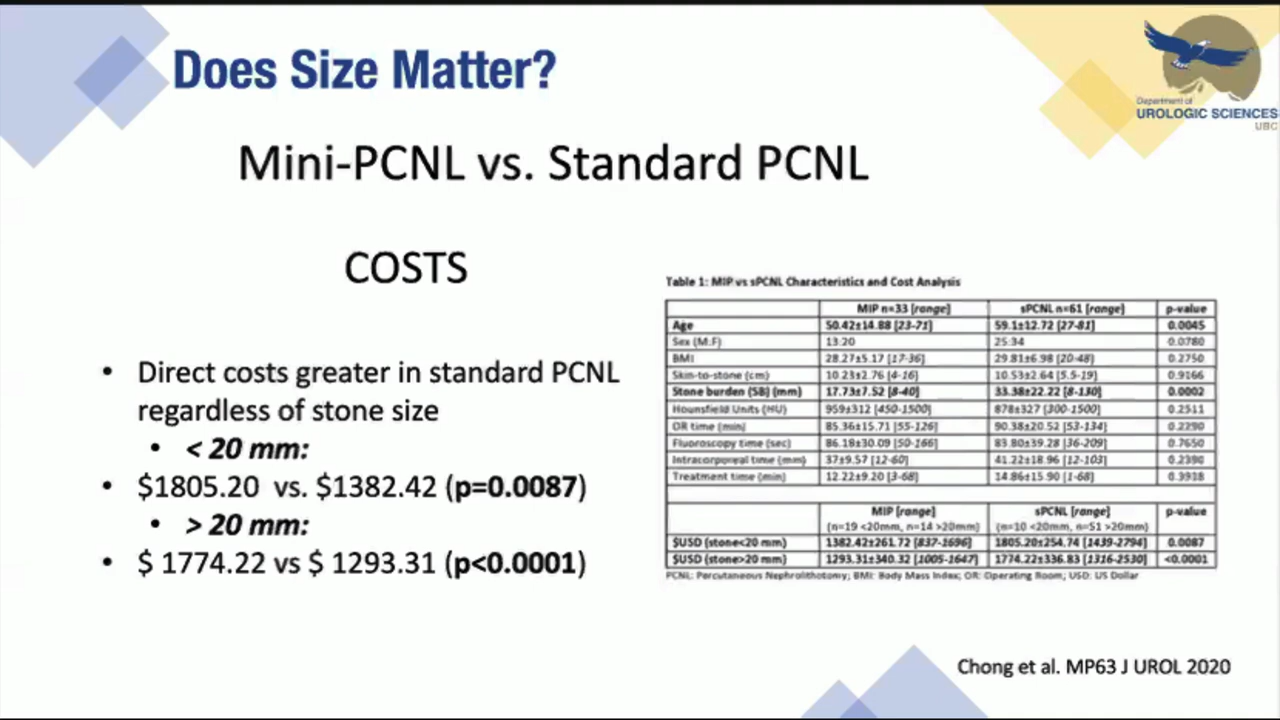 Does Size Matter?
Department of
UROLOGIC SCIENCES
UBC
Mini-PCNL vs. Standard PCNL
COSTS
• Direct costs greater in standard PCNL
regardless of stone size
• < 20 mm:
• $1805.20 vs. $1382.42 (p=0.0087)
• > 20 mm:
• $ 1774.22 vs $ 1293.31 (p<0.0001)
Table 1: MIP vs sPCNL Characteristics and Cost Analysis
MIP n=33 [range] sPCNL n=61 [range] p-value
Age 50.42±14.88 [23-71] 59.1±12.72 [27-81] 0.0045
Sex (M:F) 13:20 25:34 0.0780
BMI 28.27±5.17 [17-36] 29.81±6.98 [20-48] 0.2750
Skin-to-stone (cm) 10.23±2.76 [4-16] 10.53±2.64 [5.5-19] 0.9166
Stone burden (SB) (mm) 17.73±7.52 [8-40] 33.38±22.22 [8-130] 0.0002
Hounsfield Units (HU) 959±312 [450-1500] 878±327 [300-1500] 0.2511
OR time (min) 85.36±15.71 [55-126] 90.38±20.52 [53-134] 0.2290
Fluoroscopy time (sec) 86.18±30.09 [50-166] 83.80±39.28 [36-209] 0.7650
Intracorporeal time (mm) 37±9.57 [12-60] 41.22±18.96 [12-103] 0.2390
Treatment time (min) 12.22±9.20 [3-68] 14.86±15.90 [1-68] 0.3918
MIP [range] sPCNL [range] p-value
(n=19 <20mm, n=14 >20mm) (n=10 <20mm, n=51 >20mm)
$USD (stone<20 mm) 1382.42±261.72 [837-1696] 1805.20±254.74 [1439-2794] 0.0087
$USD (stone>20 mm) 1293.31±340.32 [1005-1647] 1774.22±336.83 [1316-2530] <0.0001
PCNL: Percutaneous Nephrolithotomy; BMI: Body Mass Index; OR: Operating Room; USD: US Dollar
Chong et al. MP63 J UROL 2020